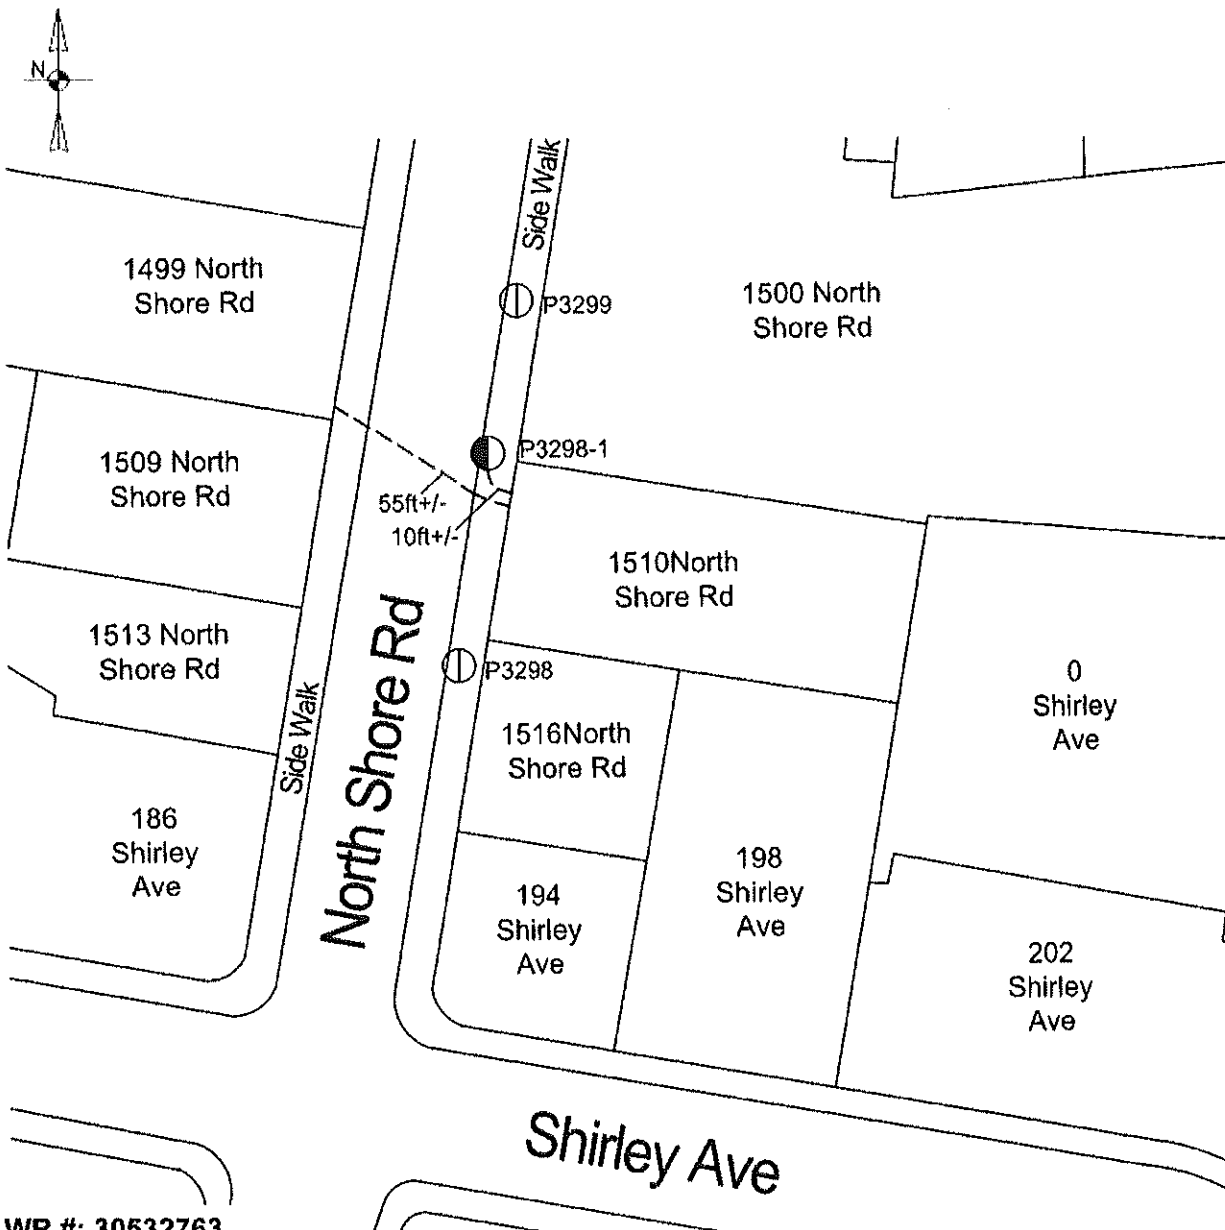 N
Side Walk
1499 North
Shore Rd
P3299
1500 North
Shore Rd
1509 North
Shore Rd
P3298-1
55ft+/-
10ft+/-
1510North
Shore Rd
1513 North
Shore Rd
P3298
0
Shirley
Ave
Side Walk
North Shore Rd
1516North
Shore Rd
186
Shirley
Ave
194
Shirley
Ave
198
Shirley
Ave
202
Shirley
Ave
Shirley Ave
WR #: 30532763